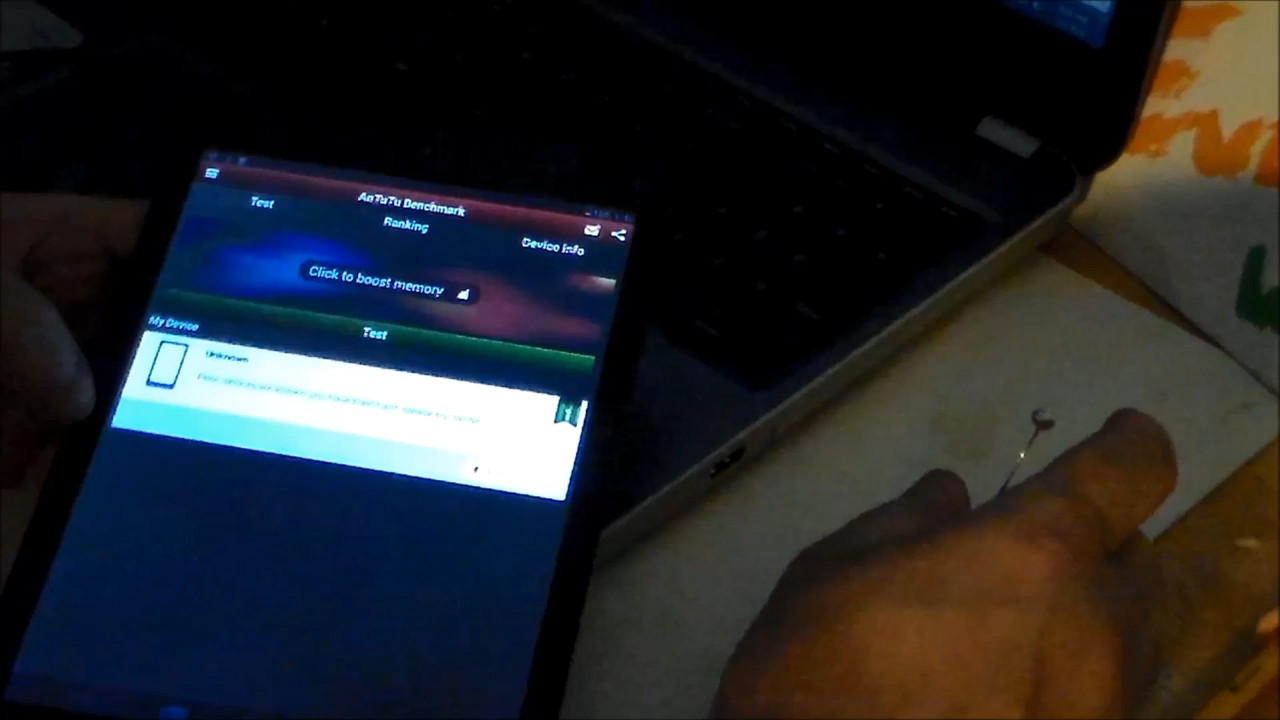 AnTuTu Benchmark
Test
Ranking
Device info
Click to boost memory
Test
My Device
Unknown